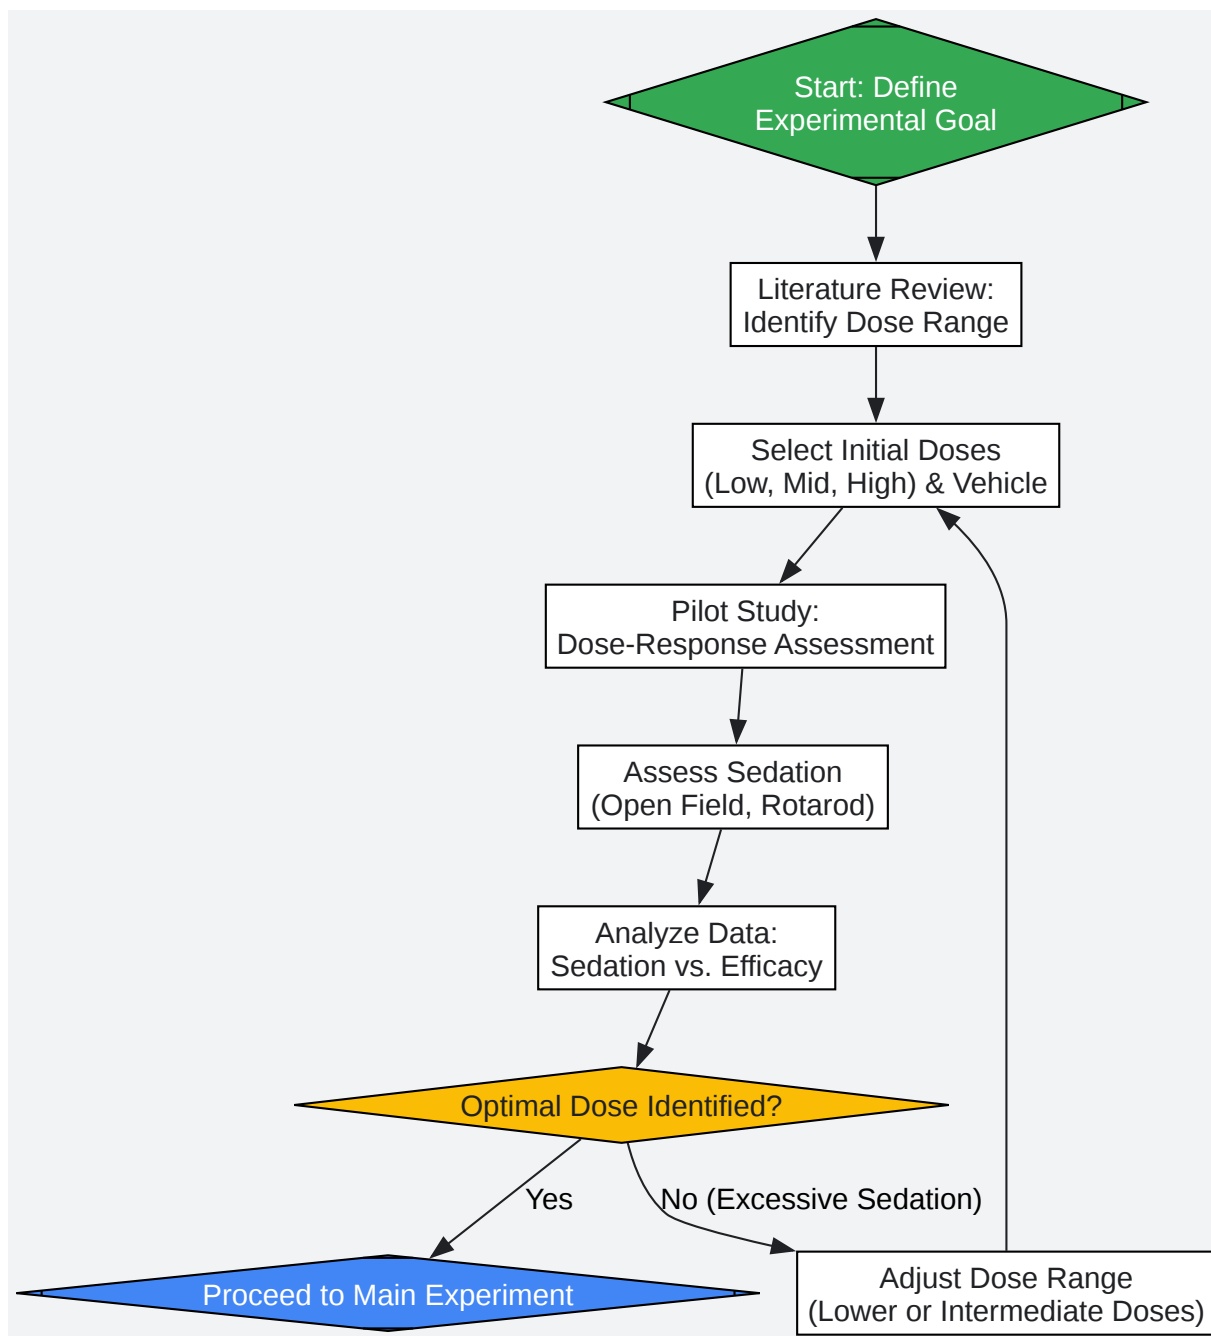 Start: Define
Experimental Goal
Literature Review:
Identify Dose Range
Select Initial Doses
(Low, Mid, High) & Vehicle
Pilot Study:
Dose-Response Assessment
Assess Sedation
(Open Field, Rotarod)
Analyze Data:
Sedation vs. Efficacy
Optimal Dose Identified?
Yes
No (Excessive Sedation)
Proceed to Main Experiment
Adjust Dose Range
(Lower or Intermediate Doses)